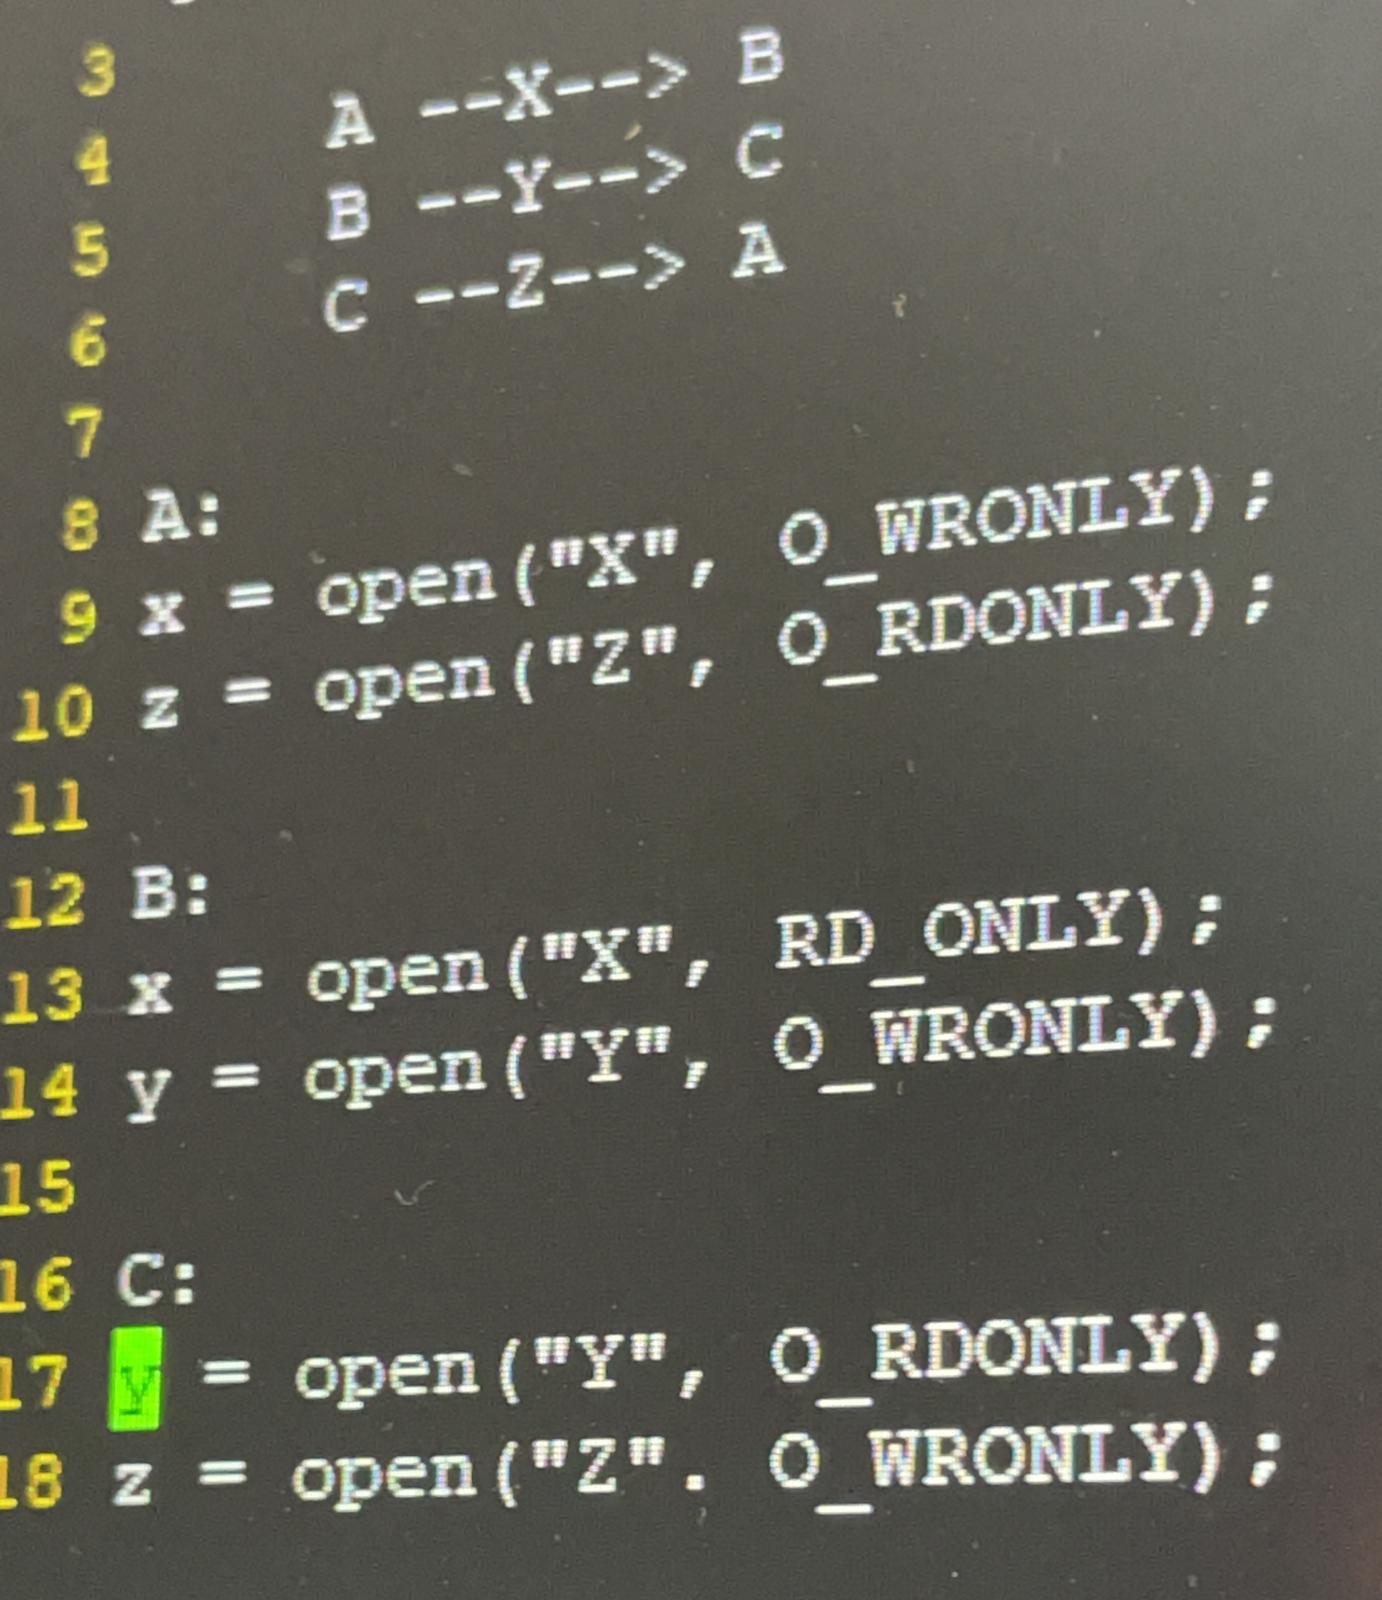 3
4 A --X--> B
5 B --Y--> C
6 C --Z--> A
7
8 A:
9 x = open("X", O_WRONLY);
10 z = open("Z", O_RDONLY);
11
12 B:
13 x = open("X", RD_ONLY);
14 y = open("Y", O_WRONLY);
15
16 C:
17 y = open("Y", O_RDONLY);
18 z = open("Z". O_WRONLY);